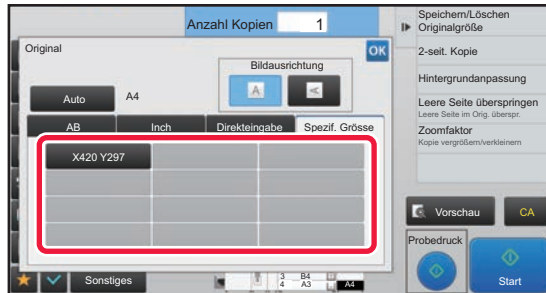 Anzahl Kopien 1
Original
OK
Bildausrichtung
A
Auto A4
AB Inch Direkteingabe Spezif. Grösse
X420 Y297
Speichern/Löschen
Originalgröße
2-seit. Kopie
Hintergrundanpassung
Leere Seite überspringen
Leere Seite im Orig. überspr.
Zoomfaktor
Kopie vergrößern/verkleinern
Vorschau CA
Probedruck
Start
Sonstiges
3 B4
4 A3 A4